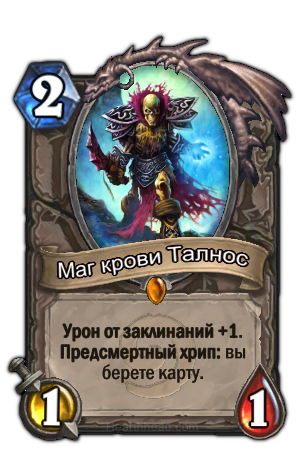 2
Маг крови Талнос
Урон от заклинаний +1.
Предсмертный хрип: вы
берете карту.
1
1